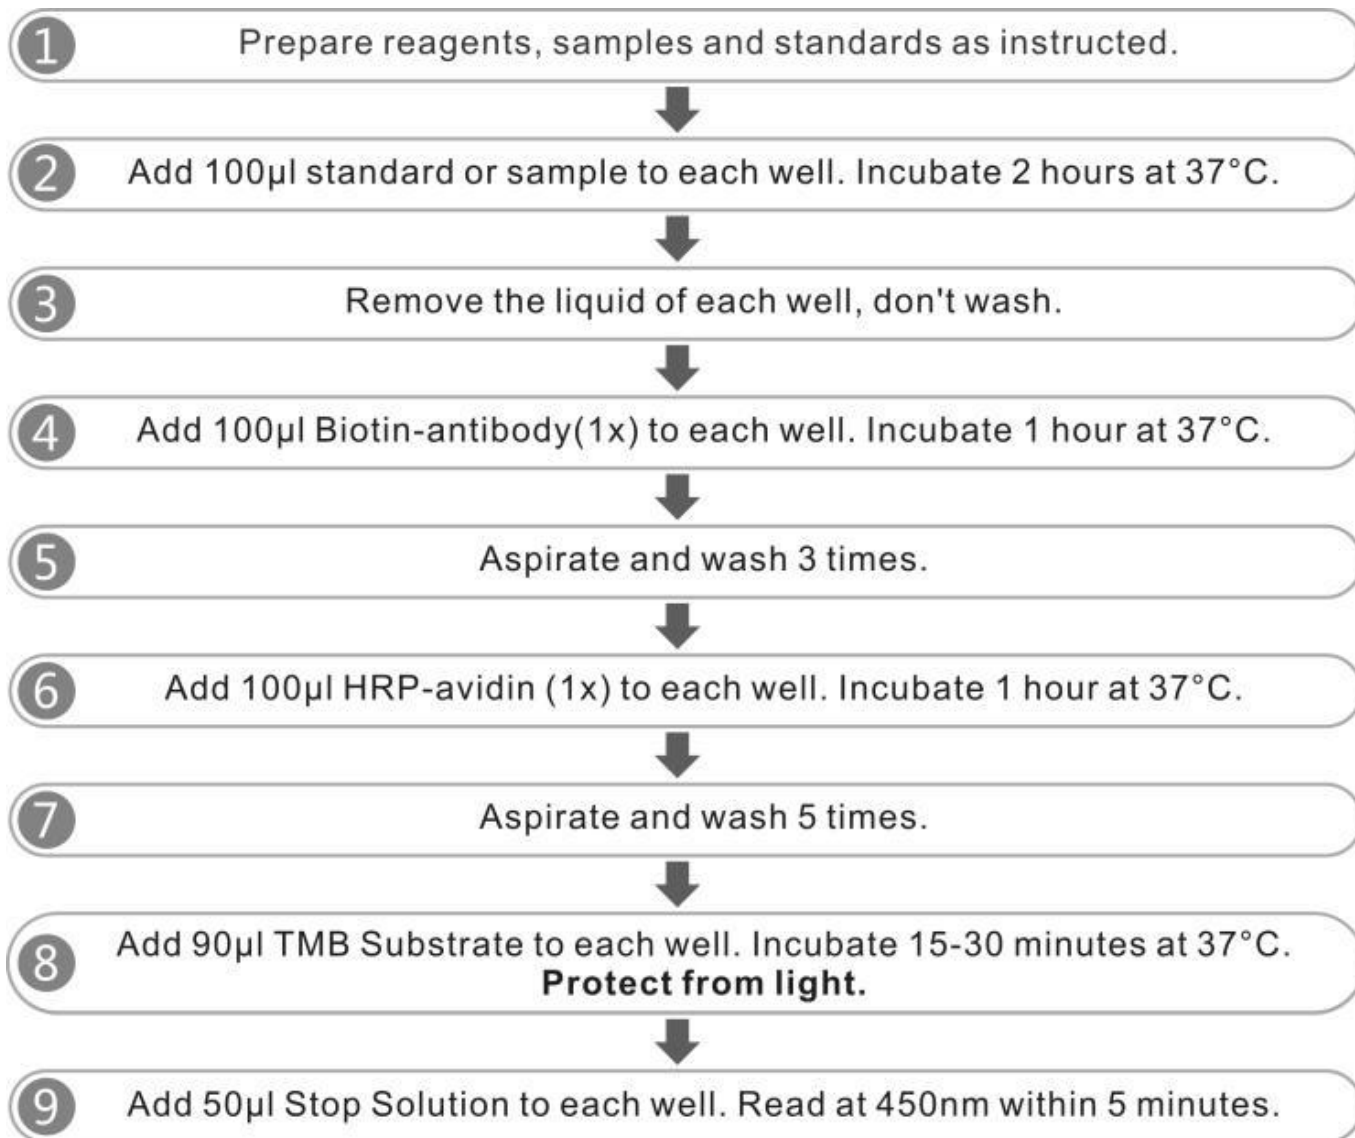 1 Prepare reagents, samples and standards as instructed.
2 Add 100µl standard or sample to each well. Incubate 2 hours at 37°C.
3 Remove the liquid of each well, don't wash.
4 Add 100µl Biotin-antibody(1x) to each well. Incubate 1 hour at 37°C.
5 Aspirate and wash 3 times.
6 Add 100µl HRP-avidin (1x) to each well. Incubate 1 hour at 37°C.
7 Aspirate and wash 5 times.
8 Add 90µl TMB Substrate to each well. Incubate 15-30 minutes at 37°C.
Protect from light.
9 Add 50µl Stop Solution to each well. Read at 450nm within 5 minutes.